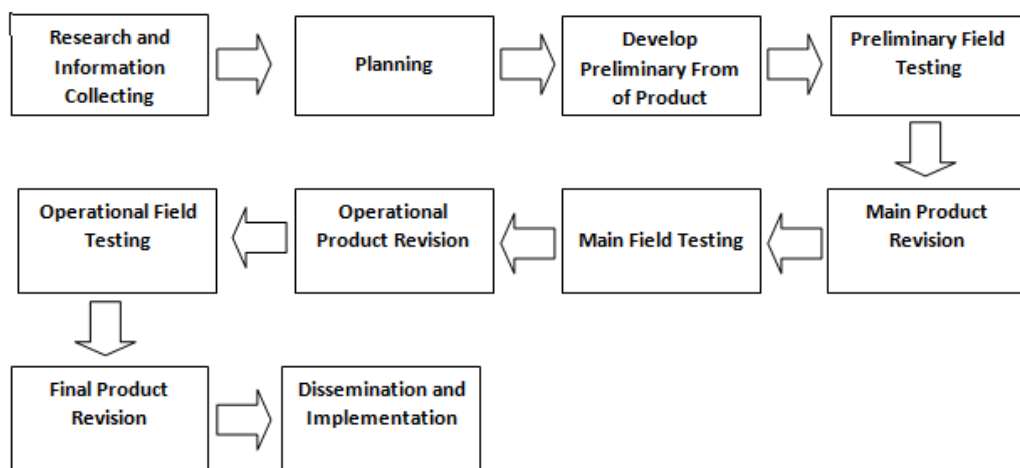 Research and
Information
Collecting
Planning
Develop
Preliminary From
of Product
Preliminary Field
Testing
Main Product
Revision
Main Field Testing
Operational
Product Revision
Operational Field
Testing
Final Product
Revision
Dissemination and
Implementation